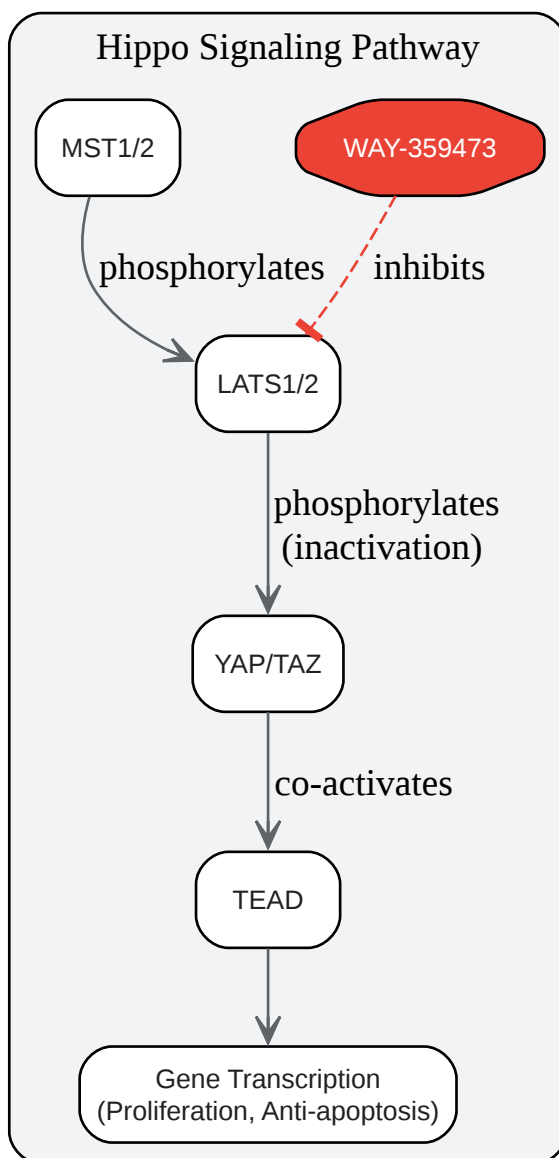 Hippo Signaling Pathway
MST1/2
WAY-359473
phosphorylates
inhibits
LATS1/2
phosphorylates
(inactivation)
YAP/TAZ
co-activates
TEAD
Gene Transcription
(Proliferation, Anti-apoptosis)